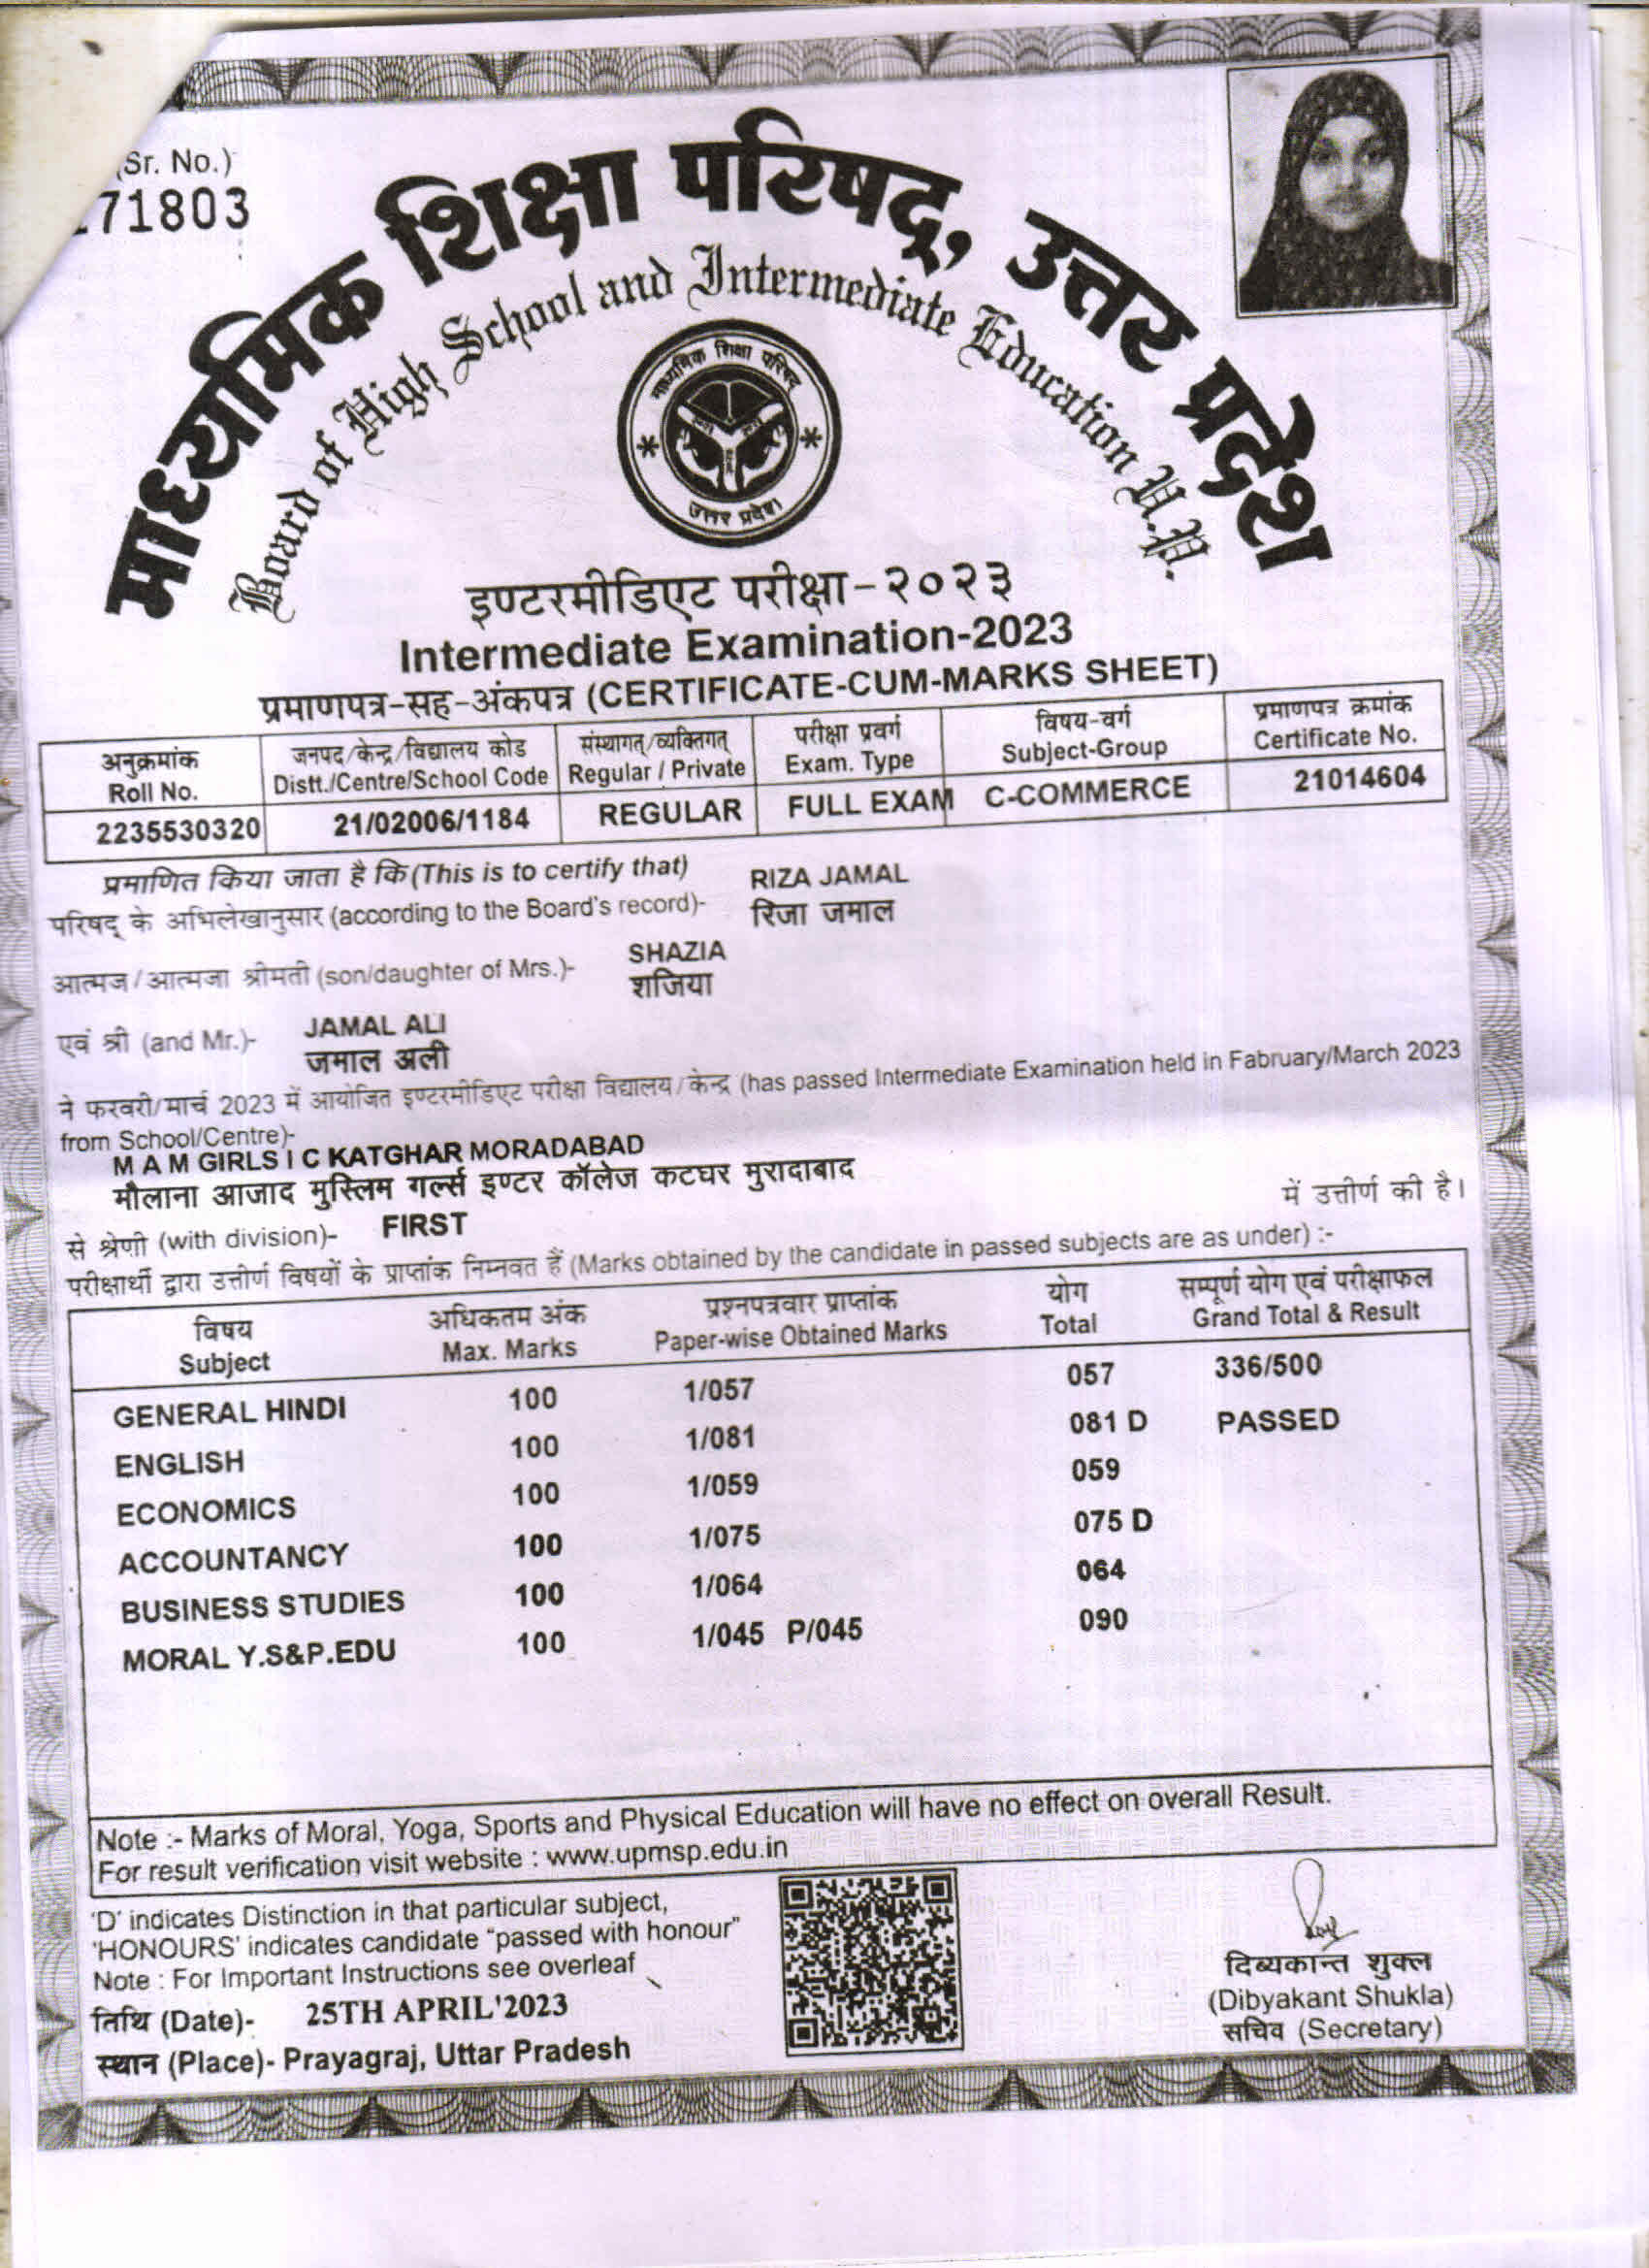 (Sr. No.)
71803
माध्यमिक शिक्षा परिषद्, उत्तर प्रदेश
Board of High School and Intermediate Education U.P.
माध्यमिक शिक्षा परिषद
उत्तर प्रदेश
इण्टरमीडिएट परीक्षा-२०२३
Intermediate Examination-2023
प्रमाणपत्र-सह-अंकपत्र (CERTIFICATE-CUM-MARKS SHEET)
अनुक्रमांक जनपद/केन्द्र/विद्यालय कोड संस्थागत्/व्यक्तिगत् परीक्षा प्रवर्ग विषय-वर्ग प्रमाणपत्र क्रमांक
Roll No. Distt./Centre/School Code Regular / Private Exam. Type Subject-Group Certificate No.
2235530320 21/02006/1184 REGULAR FULL EXAM C-COMMERCE 21014604
प्रमाणित किया जाता है कि (This is to certify that) RIZA JAMAL
परिषद् के अभिलेखानुसार (according to the Board's record)- रिजा जमाल
SHAZIA
आत्मज/आत्मजा श्रीमती (son/daughter of Mrs.)- शजिया
एवं श्री (and Mr.)- JAMAL ALI
जमाल अली
ने फरवरी/मार्च 2023 में आयोजित इण्टरमीडिएट परीक्षा विद्यालय/केन्द्र (has passed Intermediate Examination held in Fabruary/March 2023
from School/Centre)-
M A M GIRLS I C KATGHAR MORADABAD
मौलाना आजाद मुस्लिम गर्ल्स इण्टर कॉलेज कटघर मुरादाबाद
में उत्तीर्ण की है।
से श्रेणी (with division)- FIRST
परीक्षार्थी द्वारा उत्तीर्ण विषयों के प्राप्तांक निम्नवत हैं (Marks obtained by the candidate in passed subjects are as under) :-
विषय अधिकतम अंक प्रश्नपत्रवार प्राप्तांक योग सम्पूर्ण योग एवं परीक्षाफल
Subject Max. Marks Paper-wise Obtained Marks Total Grand Total & Result
GENERAL HINDI 100 1/057 057 336/500
ENGLISH 100 1/081 081 D PASSED
ECONOMICS 100 1/059 059
ACCOUNTANCY 100 1/075 075 D
BUSINESS STUDIES 100 1/064 064
MORAL Y.S&P.EDU 100 1/045 P/045 090
Note :- Marks of Moral, Yoga, Sports and Physical Education will have no effect on overall Result.
For result verification visit website : www.upmsp.edu.in
'D' indicates Distinction in that particular subject,
'HONOURS' indicates candidate "passed with honour"
Note : For Important Instructions see overleaf
तिथि (Date)- 25TH APRIL'2023
स्थान (Place)- Prayagraj, Uttar Pradesh
दिब्यकान्त शुक्ल
(Dibyakant Shukla)
सचिव (Secretary)